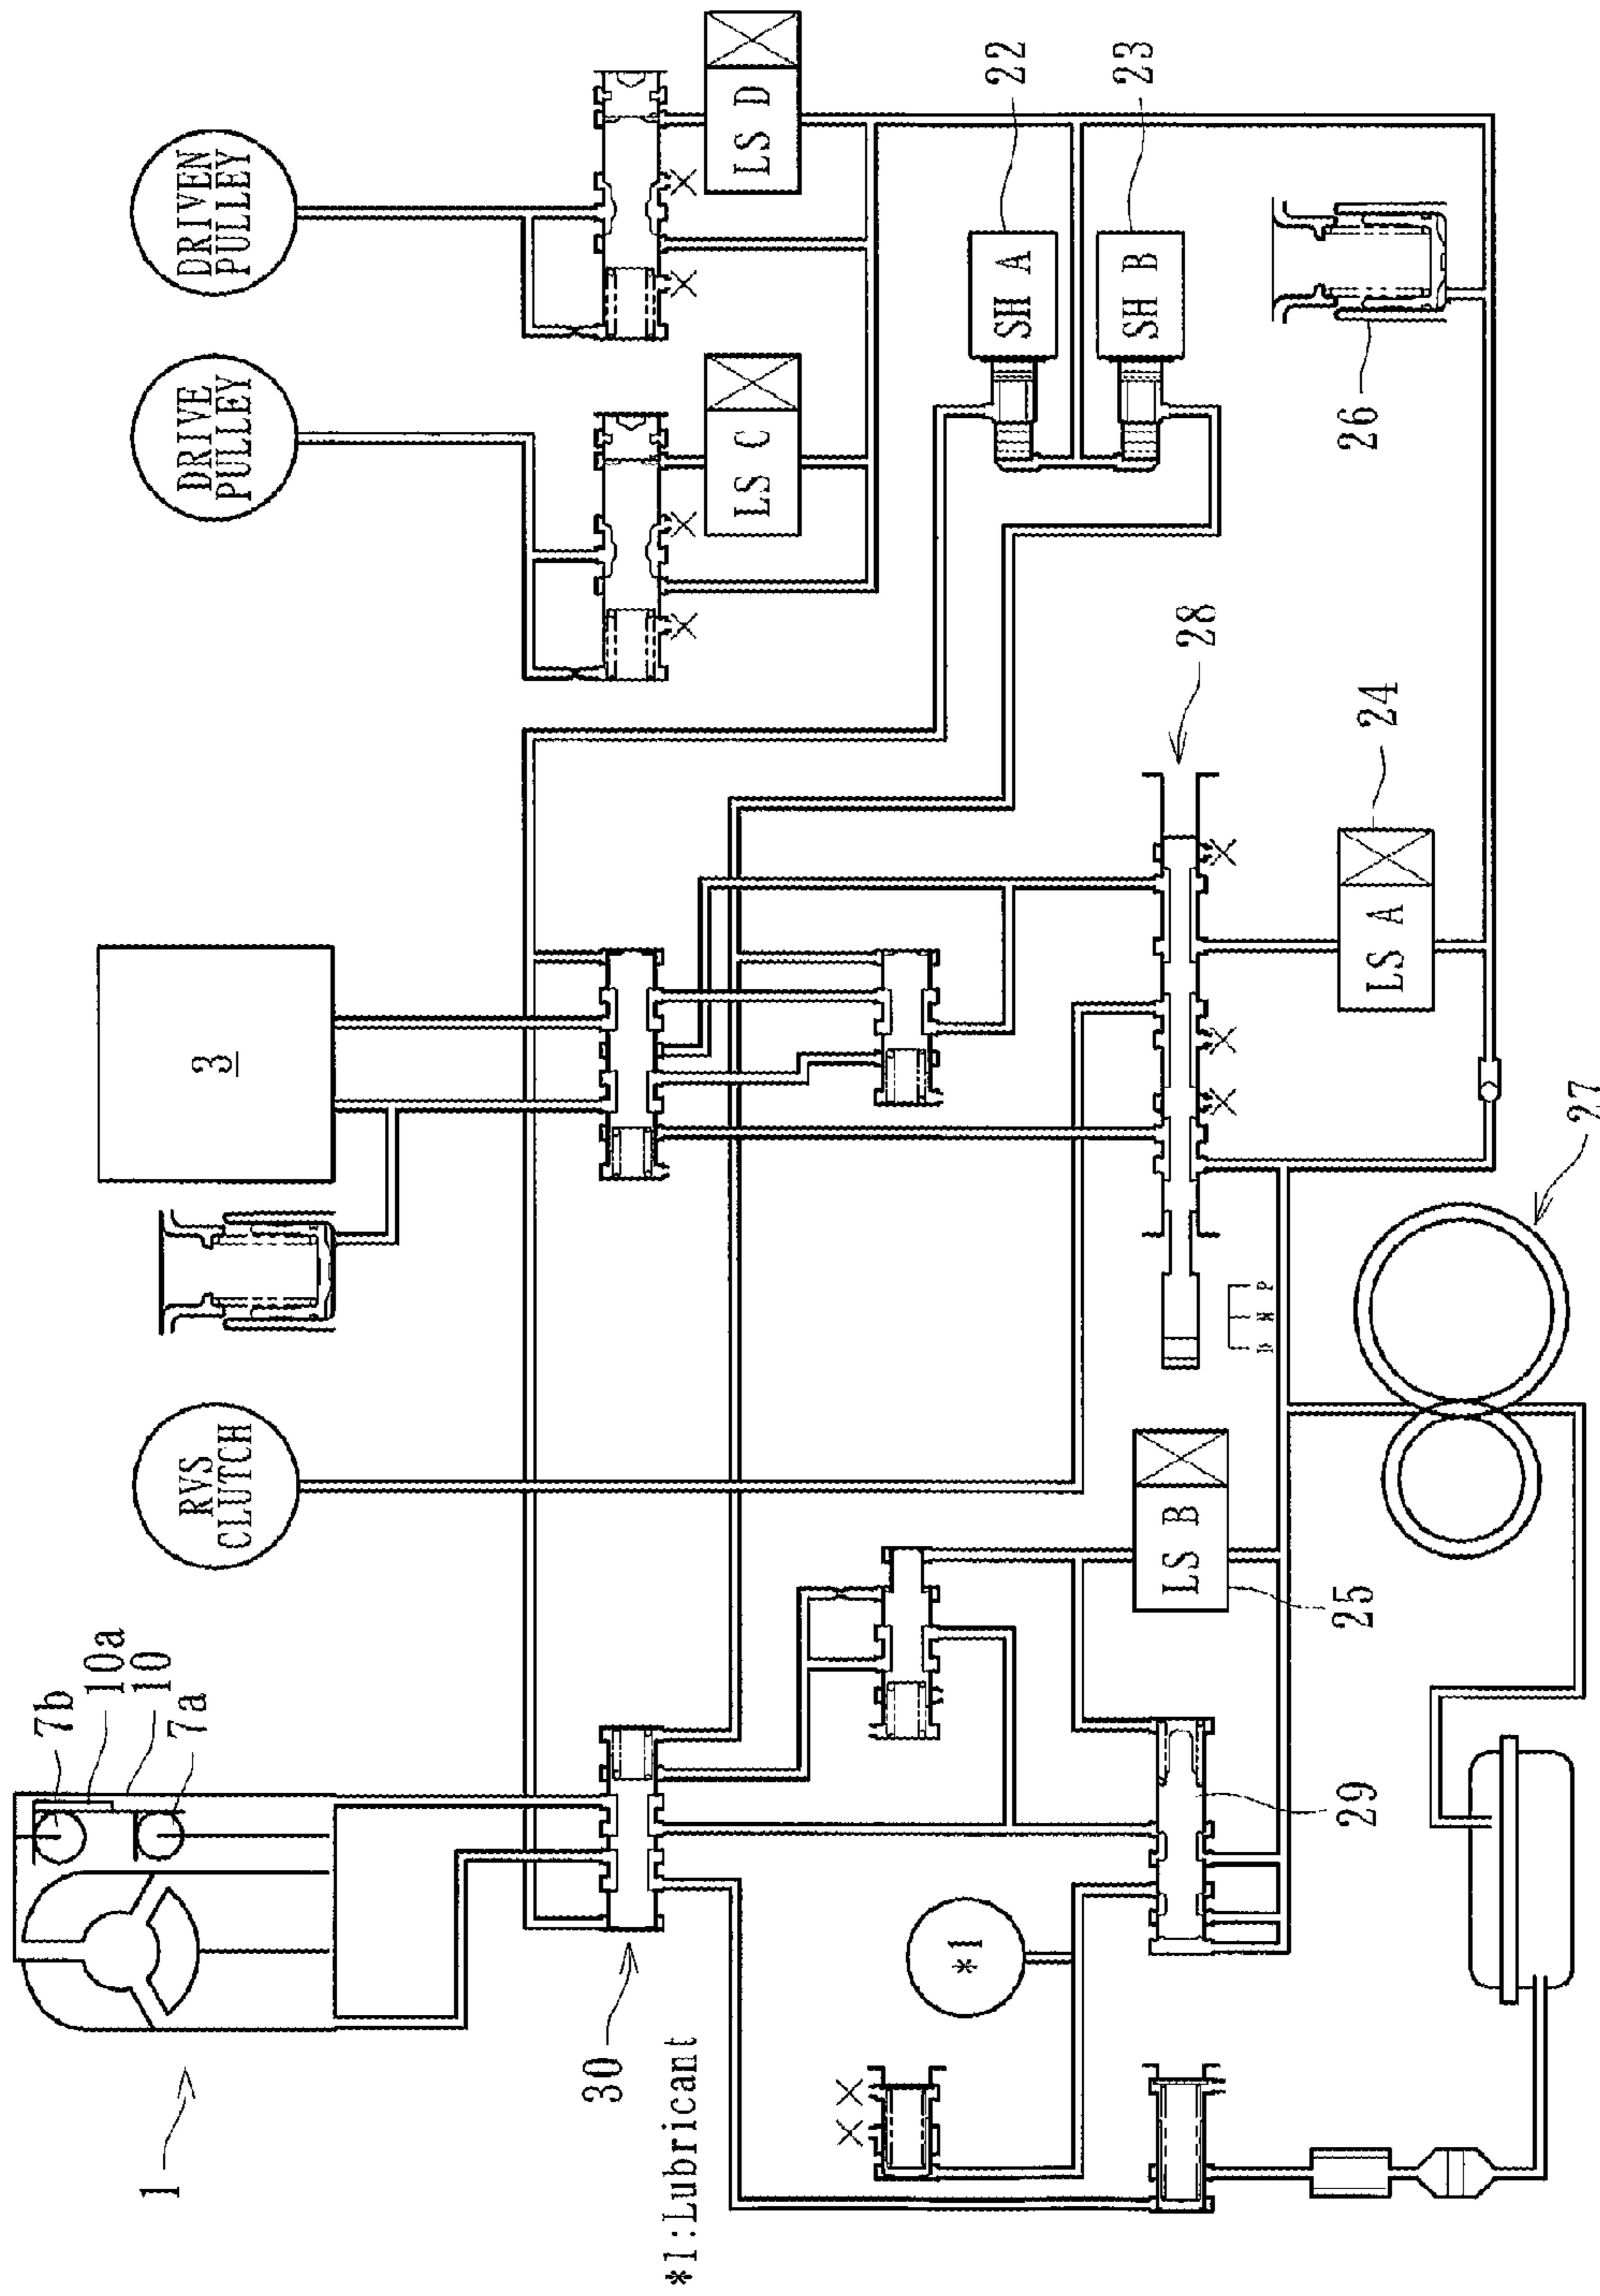 1
7b
10a
10
7a
RVS
CLUTCH
3
DRIVE
PULLEY
DRIVEN
PULLEY
30
*1:Lubricant
*1
LS C
LS D
SH A
22
SH B
23
28
LS A
24
26
LS B
25
29
27
N
P